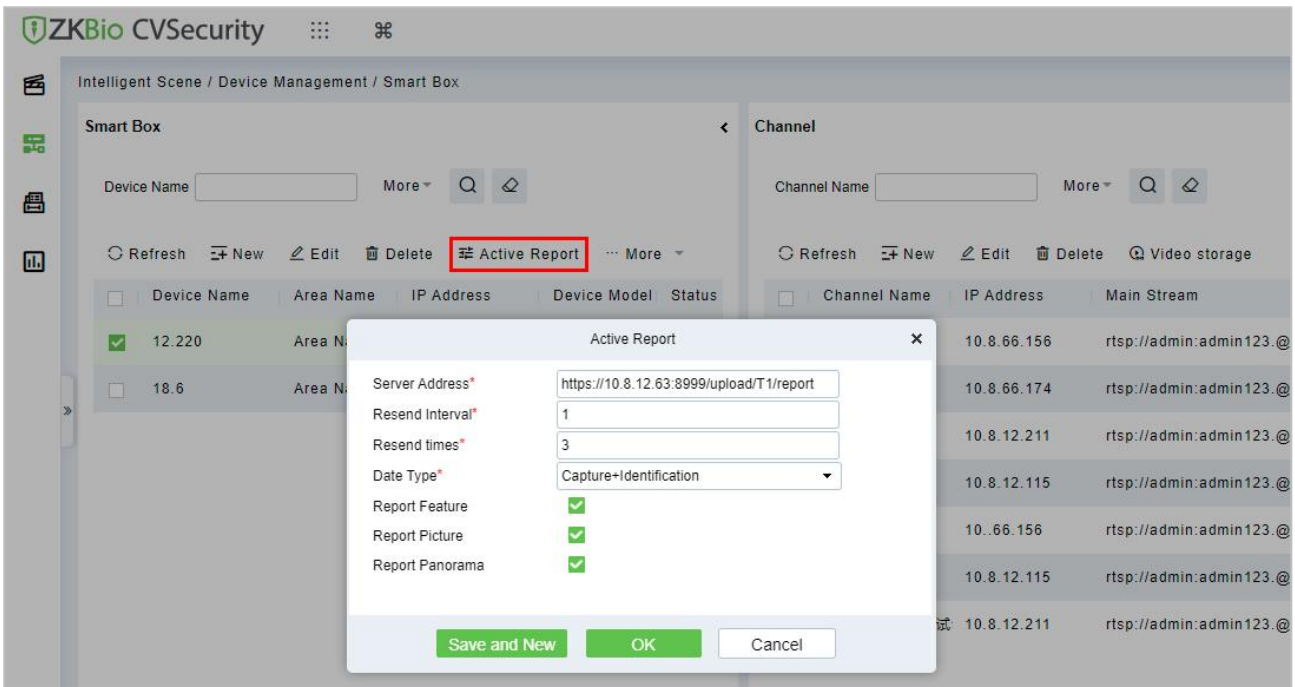 ZKBio CVSecurity
Intelligent Scene / Device Management / Smart Box
Smart Box
Device Name
More
Refresh New Edit Delete Active Report ··· More
Device Name Area Name IP Address Device Model Status
12.220 Area Na
18.6 Area Na
Channel
Channel Name
More
Refresh New Edit Delete Video storage
Channel Name IP Address Main Stream
10.8.66.156 rtsp://admin:admin123.@
10.8.66.174 rtsp://admin:admin123.@
10.8.12.211 rtsp://admin:admin123.@
10.8.12.115 rtsp://admin:admin123.@
10..66.156 rtsp://admin:admin123.@
10.8.12.115 rtsp://admin:admin123.@
试 10.8.12.211 rtsp://admin:admin123.@
Active Report
Server Address* https://10.8.12.63:8999/upload/T1/report
Resend Interval* 1
Resend times* 3
Date Type* Capture+Identification
Report Feature
Report Picture
Report Panorama
Save and New OK Cancel